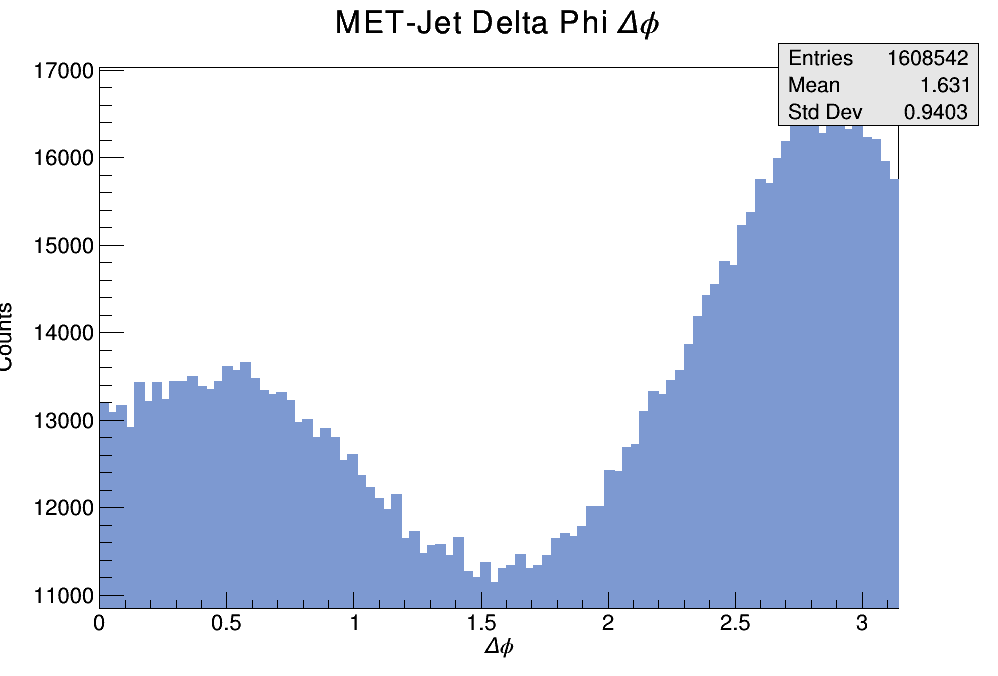 MET-Jet Delta Phi Δϕ
Entries 1608542
Mean 1.631
Std Dev 0.9403
17000
16000
15000
14000
13000
12000
11000
Counts
0 0.5 1 1.5 2 2.5 3
Δϕ